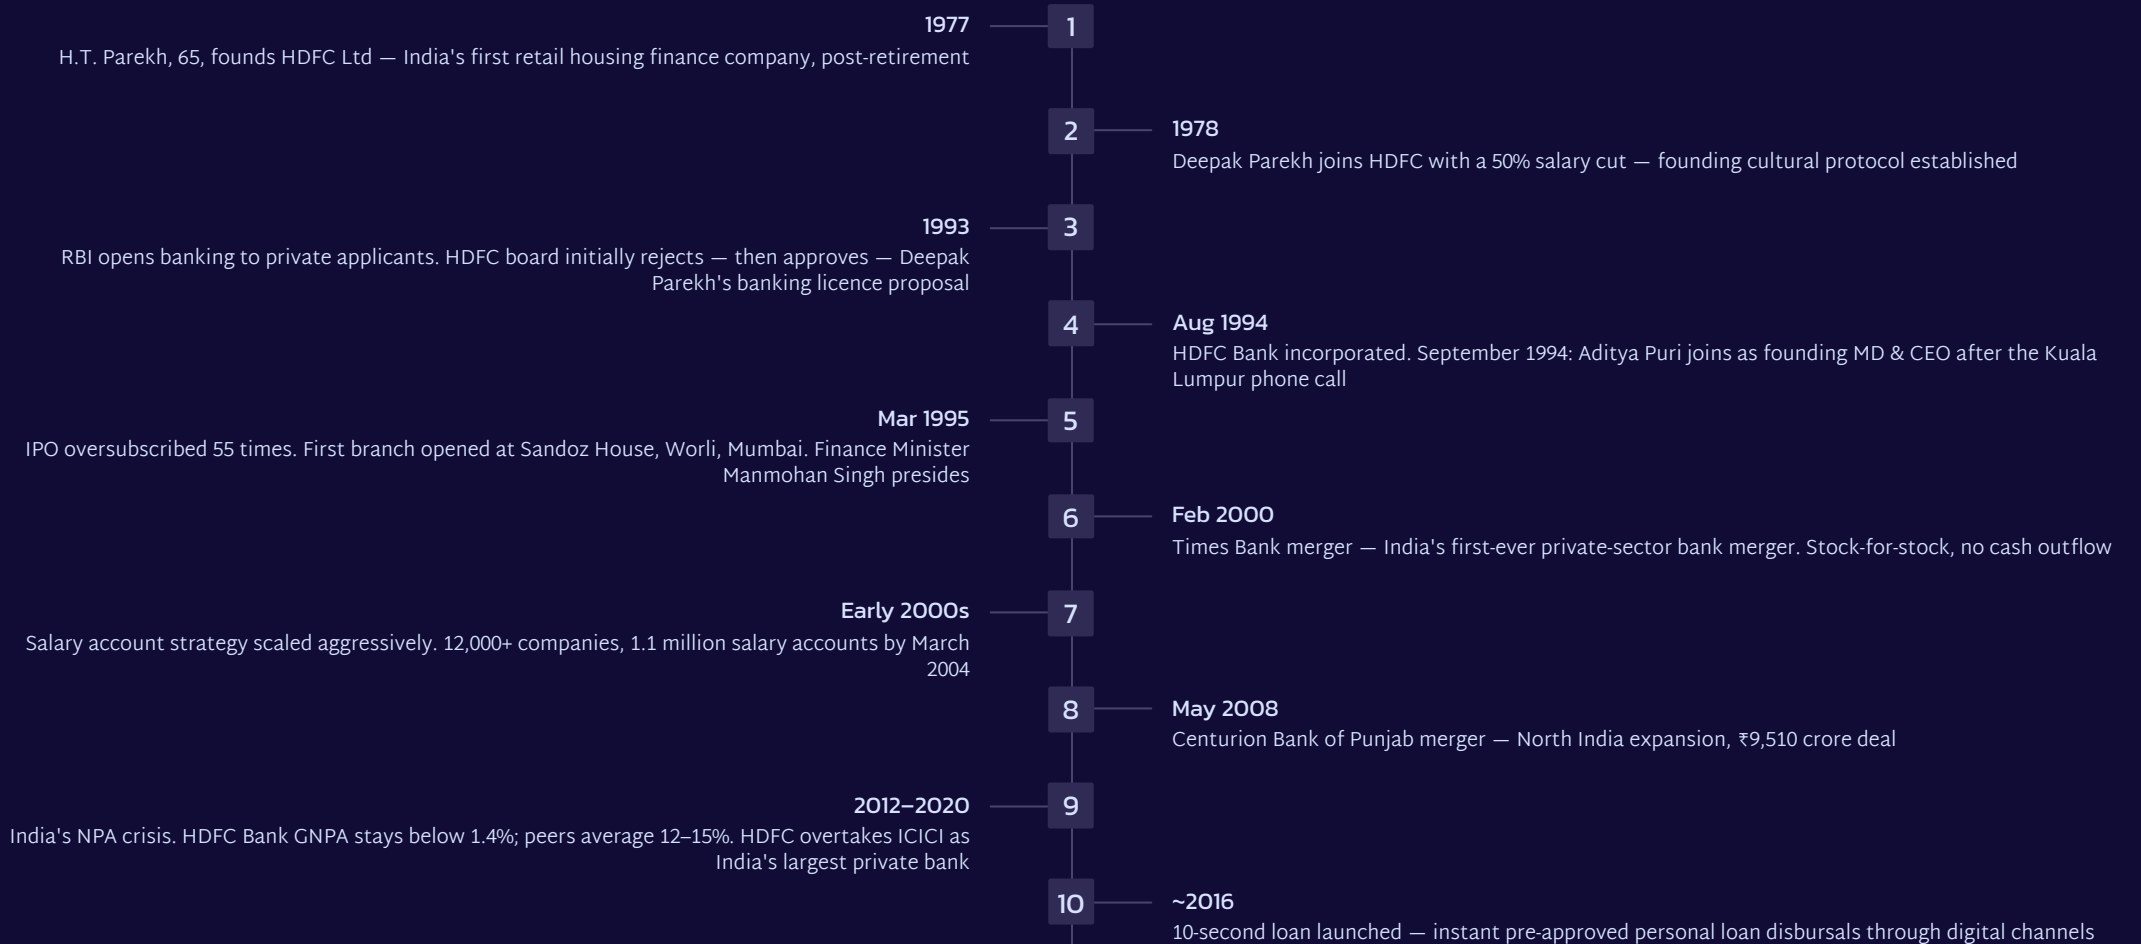 1977
1
H.T. Parekh, 65, founds HDFC Ltd — India's first retail housing finance company, post-retirement
2
1978
Deepak Parekh joins HDFC with a 50% salary cut — founding cultural protocol established
1993
3
RBI opens banking to private applicants. HDFC board initially rejects — then approves — Deepak
Parekh's banking licence proposal
4
Aug 1994
HDFC Bank incorporated. September 1994: Aditya Puri joins as founding MD & CEO after the Kuala
Lumpur phone call
Mar 1995
5
IPO oversubscribed 55 times. First branch opened at Sandoz House, Worli, Mumbai. Finance Minister
Manmohan Singh presides
6
Feb 2000
Times Bank merger — India's first-ever private-sector bank merger. Stock-for-stock, no cash outflow
Early 2000s
7
Salary account strategy scaled aggressively. 12,000+ companies, 1.1 million salary accounts by March
2004
8
May 2008
Centurion Bank of Punjab merger — North India expansion, ₹9,510 crore deal
2012–2020
9
India's NPA crisis. HDFC Bank GNPA stays below 1.4%; peers average 12–15%. HDFC overtakes ICICI as
India's largest private bank
10
~2016
10-second loan launched — instant pre-approved personal loan disbursals through digital channels